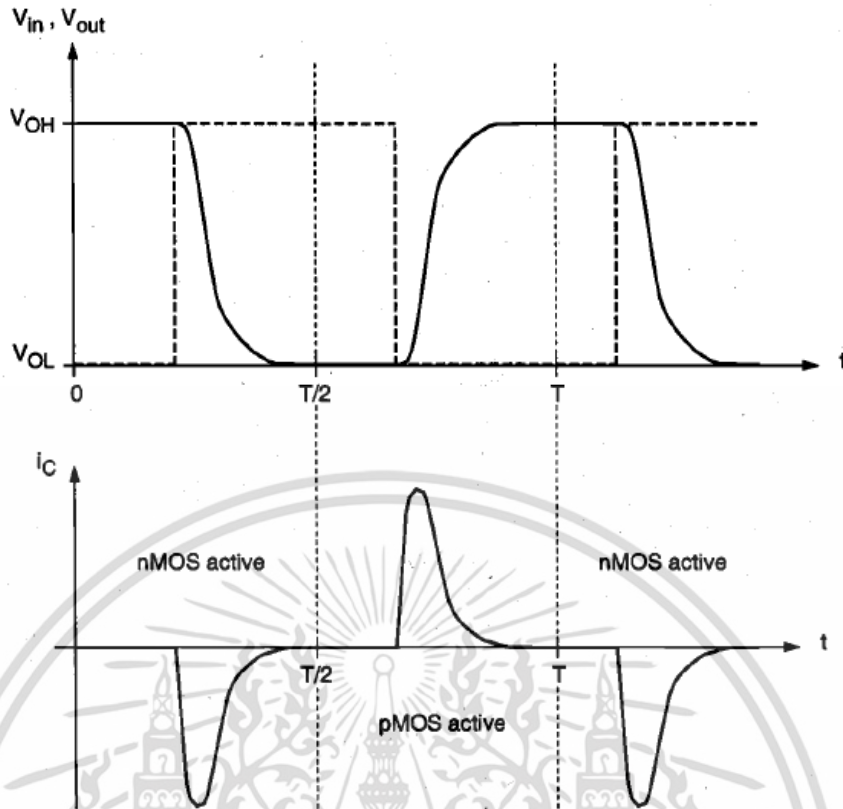 V_in , V_out
V_OH
V_OL
t
0
T/2
T
i_C
nMOS active
nMOS active
t
T/2
T
pMOS active